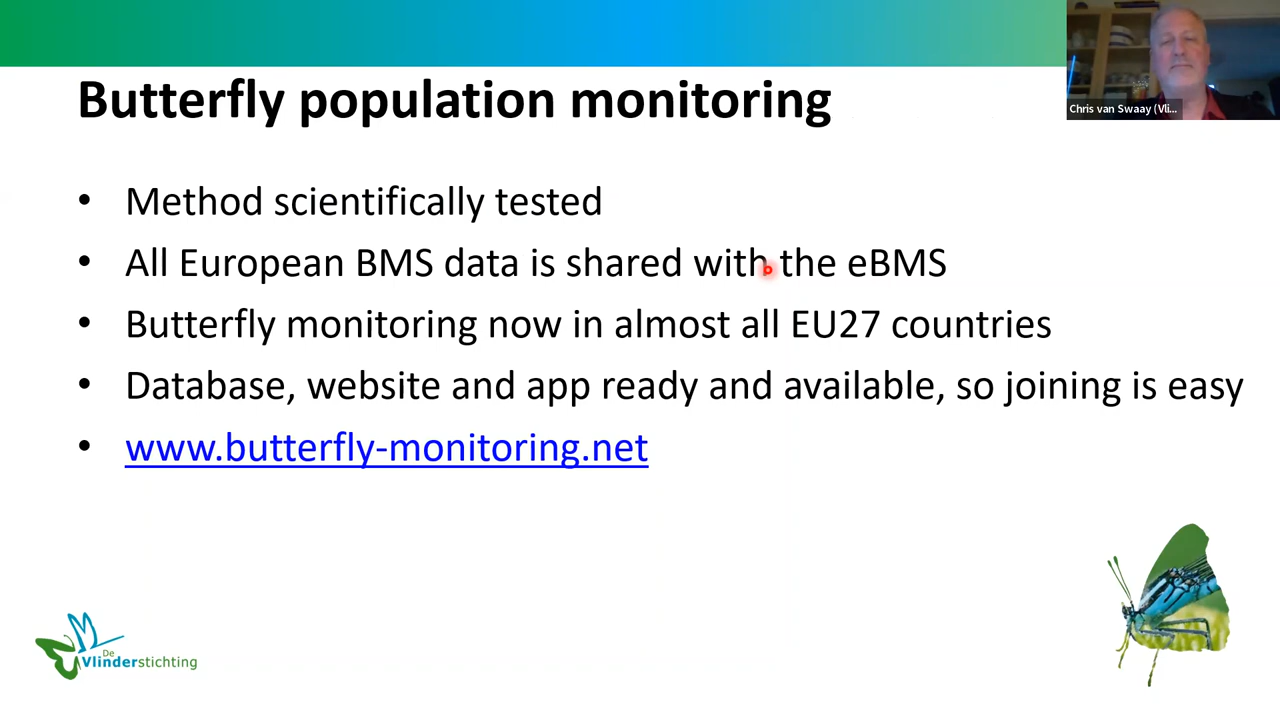 Butterfly population monitoring
Chris van Swaay (Vli...
• Method scientifically tested
• All European BMS data is shared with the eBMS
• Butterfly monitoring now in almost all EU27 countries
• Database, website and app ready and available, so joining is easy
• www.butterfly-monitoring.net
De
Vlinderstichting